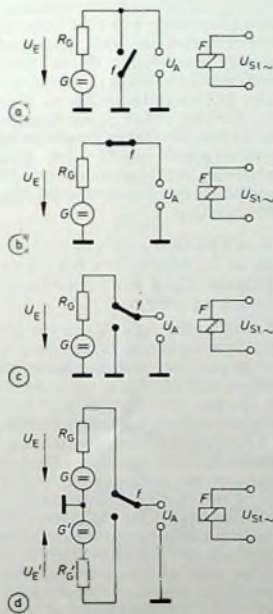 U_E R_G G = f U_A F U_St~
a
U_E R_G G = f U_A F U_St~
b
U_E R_G G = f U_A F U_St~
c
U_E R_G G = f U_A F U_St~
U_E' G' = R_G'
d